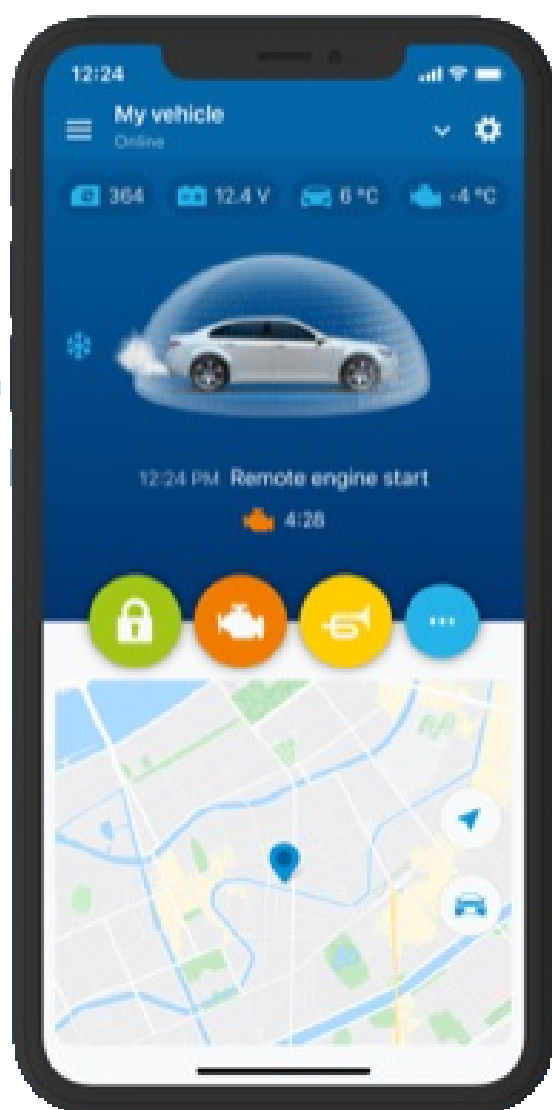 12:24
My vehicle
Online
364 12.4 V 6 °C -4 °C
12:24 PM Remote engine start
4:28